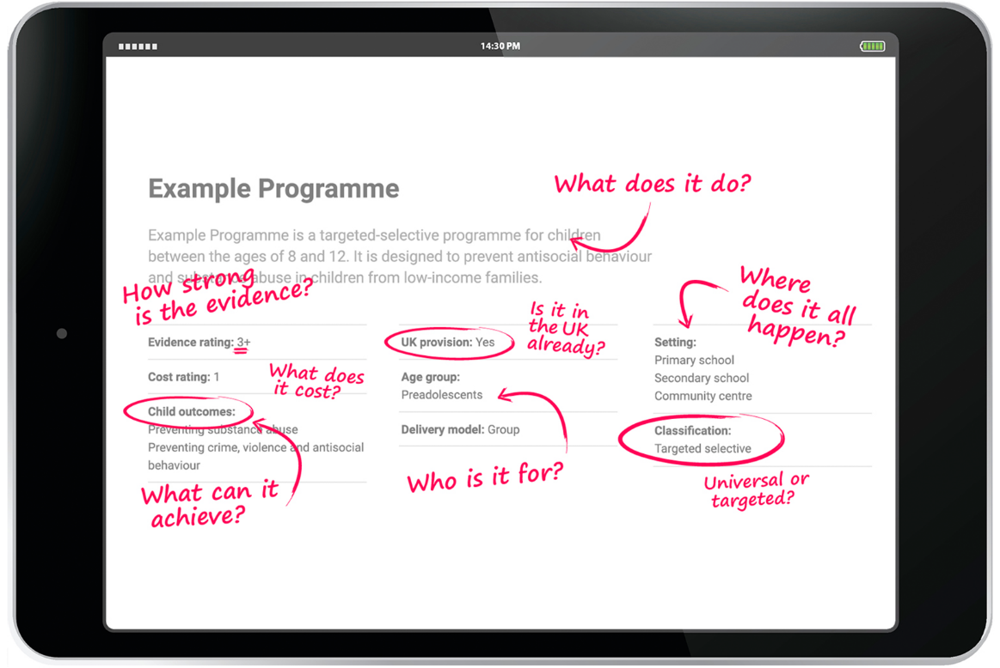 14:30 PM
Example Programme
What does it do?
Example Programme is a targeted-selective programme for children
between the ages of 8 and 12. It is designed to prevent antisocial behaviour
and substance abuse in children from low-income families.
How strong
is the evidence?
Evidence rating: 3+
Cost rating: 1
What does
it cost?
Child outcomes:
Preventing substance abuse
Preventing crime, violence and antisocial
behaviour
What can it
achieve?
Is it in
the UK
already?
UK provision: Yes
Age group:
Preadolescents
Delivery model: Group
Who is it for?
Where
does it all
happen?
Setting:
Primary school
Secondary school
Community centre
Classification:
Targeted selective
Universal or
targeted?